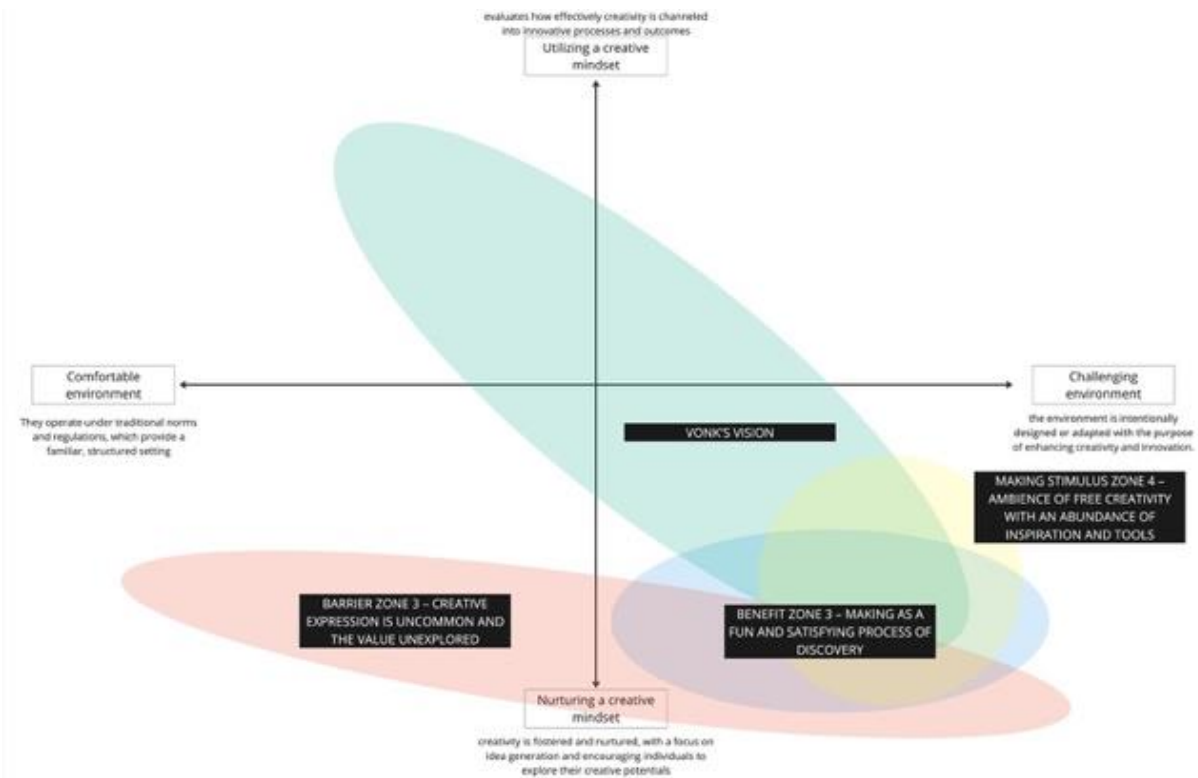 evaluates how effectively creativity is channeled
into innovative processes and outcomes
Utilizing a creative
mindset
Comfortable
environment
They operate under traditional norms
and regulations, which provide a
familiar, structured setting
Challenging
environment
the environment is intentionally
designed or adapted with the purpose
of enhancing creativity and innovation.
VONK'S VISION
MAKING STIMULUS ZONE 4 –
AMBIENCE OF FREE CREATIVITY
WITH AN ABUNDANCE OF
INSPIRATION AND TOOLS
BARRIER ZONE 3 – CREATIVE
EXPRESSION IS UNCOMMON AND
THE VALUE UNEXPLORED
BENEFIT ZONE 3 – MAKING AS A
FUN AND SATISFYING PROCESS OF
DISCOVERY
Nurturing a creative
mindset
creativity is fostered and nurtured, with a focus on
idea generation and encouraging individuals to
explore their creative potentials